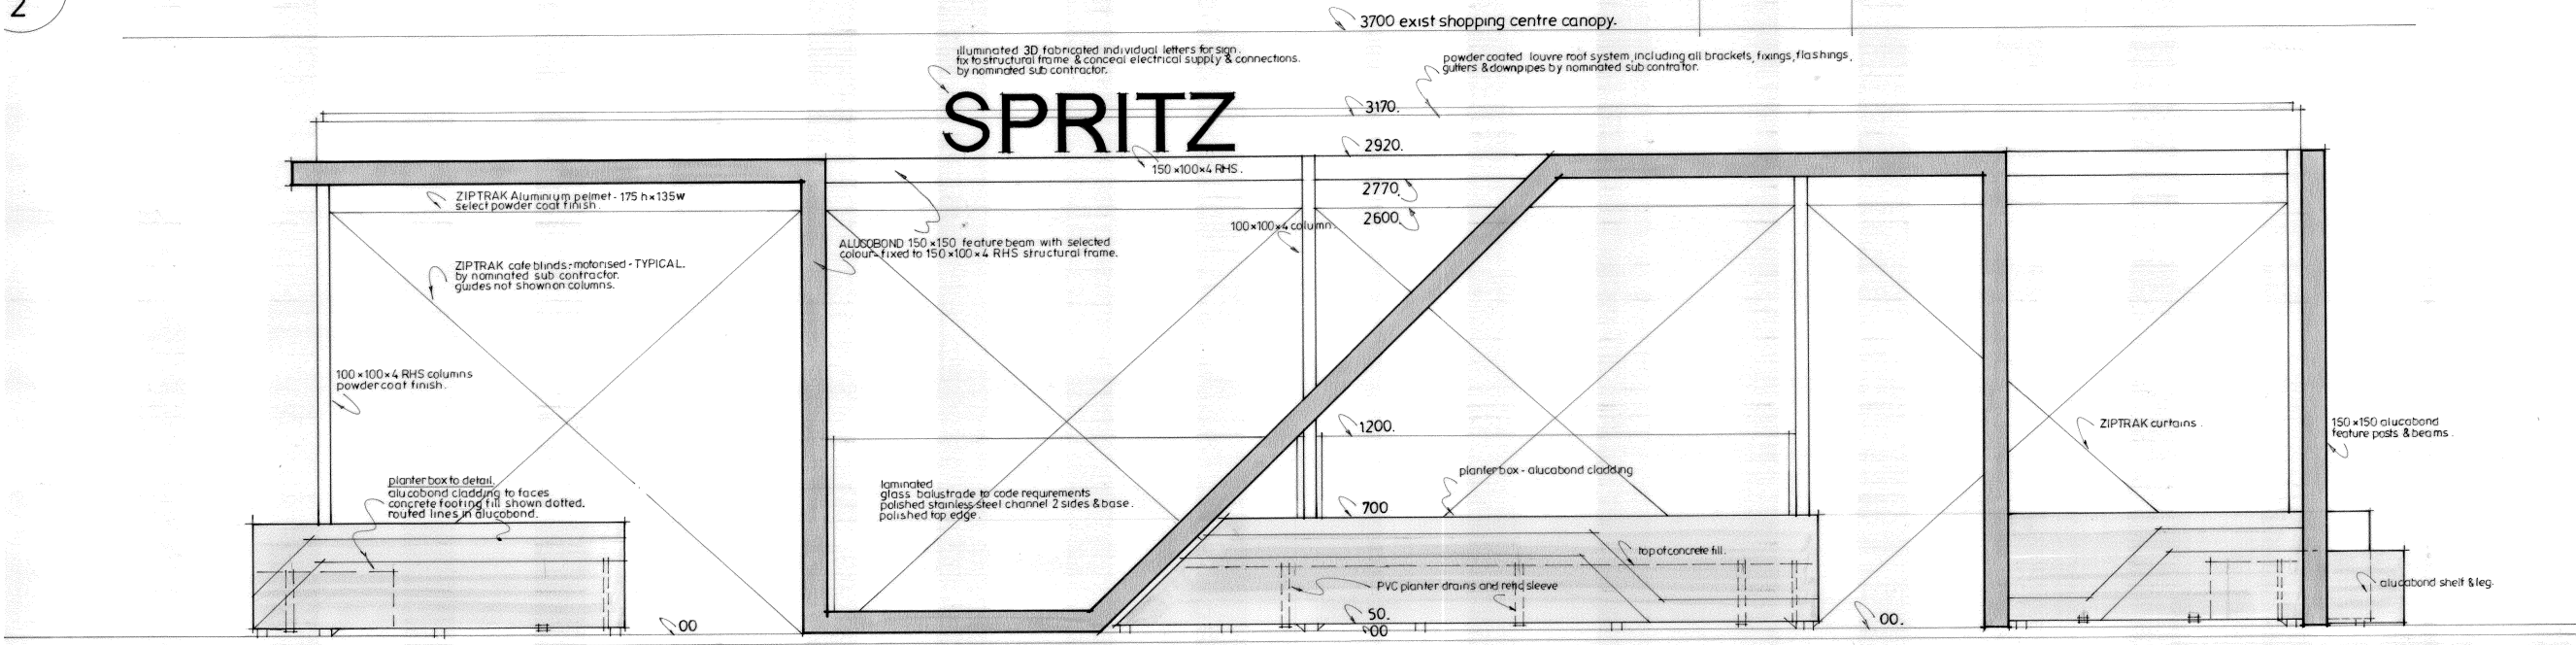 2
3700 exist shopping centre canopy.
illuminated 3D fabricated individual letters for sign.
fix to structural frame & conceal electrical supply & connections.
by nominated sub contractor.
powder coated louvre roof system including all brackets, fixings, flashings,
gutters & downpipes by nominated sub contrator.
SPRITZ
3170.
2920.
150×100×4 RHS.
2770.
2600.
ZIPTRAK Aluminium pelmet - 175 h×135w
select powder coat finish.
100×100×4 column.
ALUCOBOND 150×150 feature beam with selected
colour-fixed to 150×100×4 RHS structural frame.
ZIPTRAK cafe blinds - motorised - TYPICAL.
by nominated sub contractor.
guides not shown on columns.
100×100×4 RHS columns
powder coat finish.
1200.
ZIPTRAK curtains.
150×150 alucabond
feature posts & beams.
planter box to detail.
alucobond cladding to faces
concrete footing fill shown dotted.
routed lines in alucobond.
laminated
glass balustrade to code requirements
polished stainless steel channel 2 sides & base.
polished top edge.
planter box - alucabond cladding
700
top of concrete fill.
PVC planter drains and retic sleeve
alucabond shelf & leg.
00
50.
00
00.